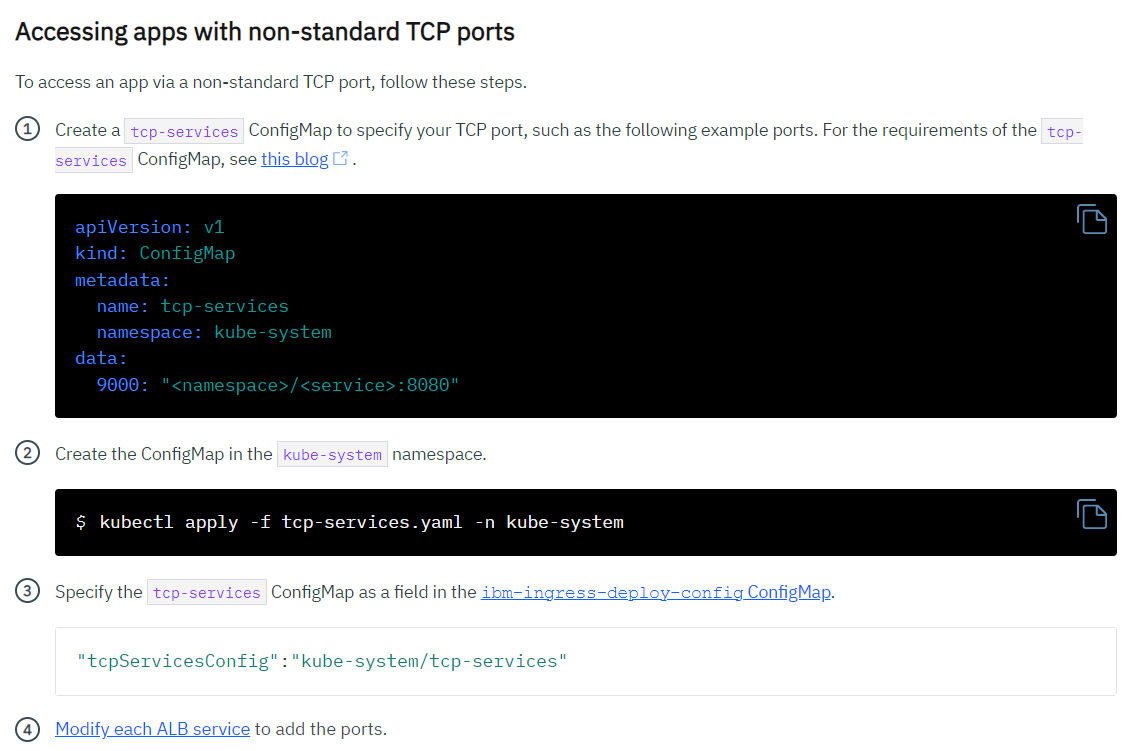 Accessing apps with non-standard TCP ports
To access an app via a non-standard TCP port, follow these steps.
1 Create a tcp-services ConfigMap to specify your TCP port, such as the following example ports. For the requirements of the tcp-
services ConfigMap, see this blog .
apiVersion: v1
kind: ConfigMap
metadata:
  name: tcp-services
  namespace: kube-system
data:
  9000: "<namespace>/<service>:8080"
2 Create the ConfigMap in the kube-system namespace.
$ kubectl apply -f tcp-services.yaml -n kube-system
3 Specify the tcp-services ConfigMap as a field in the ibm-ingress-deploy-config ConfigMap.
"tcpServicesConfig":"kube-system/tcp-services"
4 Modify each ALB service to add the ports.